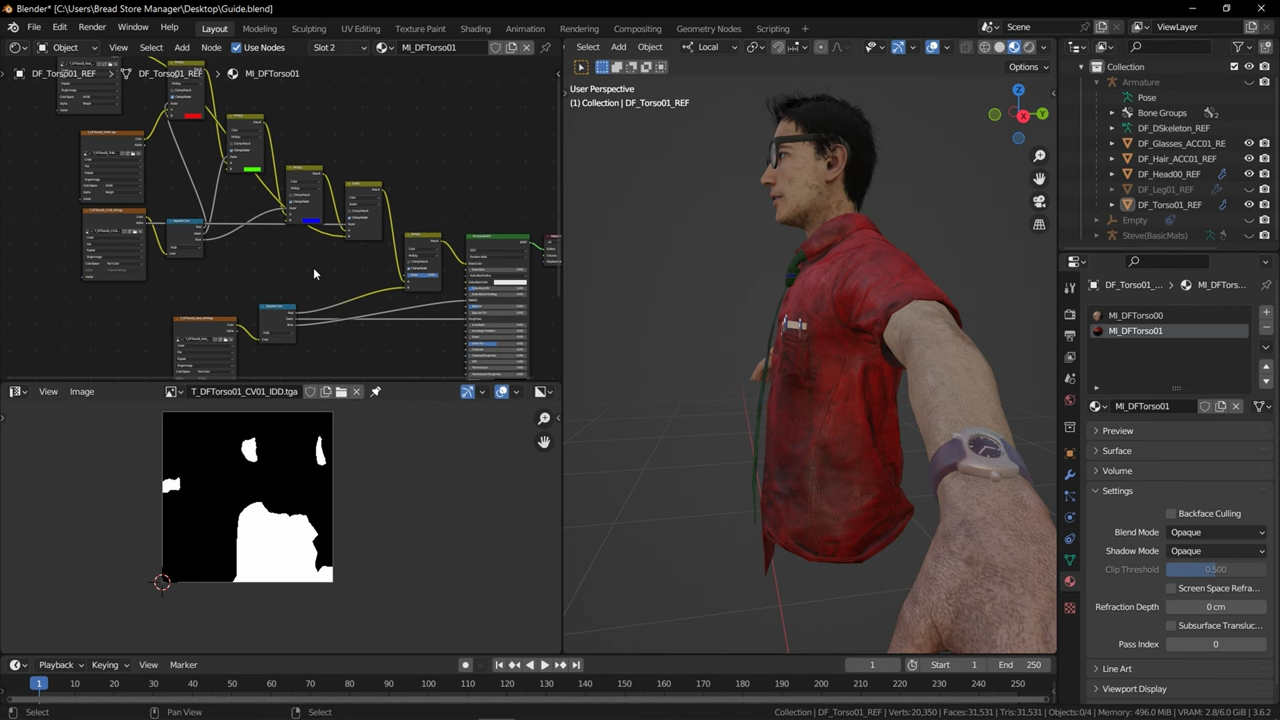 Blender* [C:\Users\Bread Store Manager\Desktop\Guide.blend]
File Edit Render Window Help Layout Modeling Sculpting UV Editing Texture Paint Shading Animation Rendering Compositing Geometry Nodes Scripting Scene ViewLayer
Object View Select Add Node Use Nodes Slot 2 MI_DFTorso01
DF_Torso01_REF DF_Torso01_REF MI_DFTorso01
Select Add Object Local
Options
User Perspective
(1) Collection | DF_Torso01_REF
X
Y
Z
Collection
Armature
Pose
Bone Groups 2
DF_DSkeleton_REF
DF_Glasses_ACC01_RE
DF_Hair_ACC01_REF
DF_Head00_REF
DF_Leg01_REF
DF_Torso01_REF
Empty
Steve(BasicMats)
DF_Torso01_... MI_DFTors...
MI_DFTorso00
MI_DFTorso01
MI_DFTorso01
Preview
Surface
Volume
Settings
Backface Culling
Blend Mode Opaque
Shadow Mode Opaque
Clip Threshold 0.500
Screen Space Refra...
Refraction Depth 0 cm
Subsurface Transluc...
Pass Index 0
Line Art
Viewport Display
View Image T_DFTorso01_CV01_IDD.tga
Playback Keying View Marker 1 Start 1 End 250
1 10 20 30 40 50 60 70 80 90 100 110 120 130 140 150 160 170 180 190 200 210 220 230 240 250
Select Pan View Select Collection | DF_Torso01_REF | Verts:20,350 | Faces:31,531 | Tris:31,531 | Objects:0/4 | Memory: 496.0 MiB | VRAM: 2.8/6.0 GiB | 3.6.2